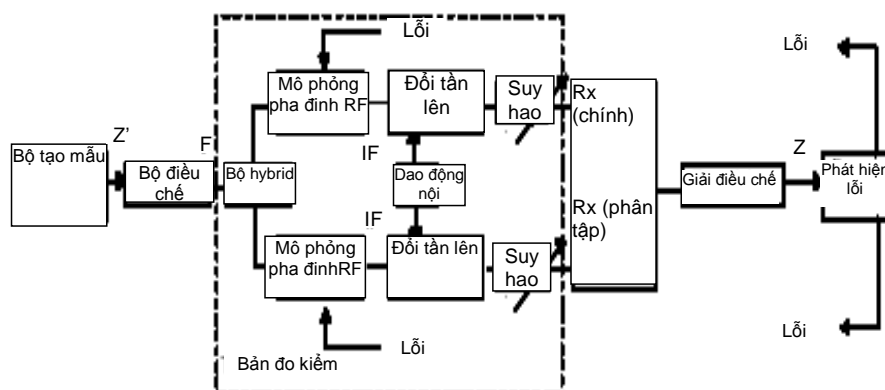 Lỗi
Lỗi
Mô phỏng
pha đinh RF
Đổi tần
lên
Suy
hao
Rx
(chính)
Z'
F
IF
Z
Bộ tạo mẫu
Bộ điều
chế
Bộ hybrid
Dao động
nội
Giải điều chế
Phát hiện
lỗi
IF
Rx (phân
tập)
Mô phỏng
pha đinhRF
Đổi tần lên
Suy
hao
Lỗi
Lỗi
Bản đo kiểm